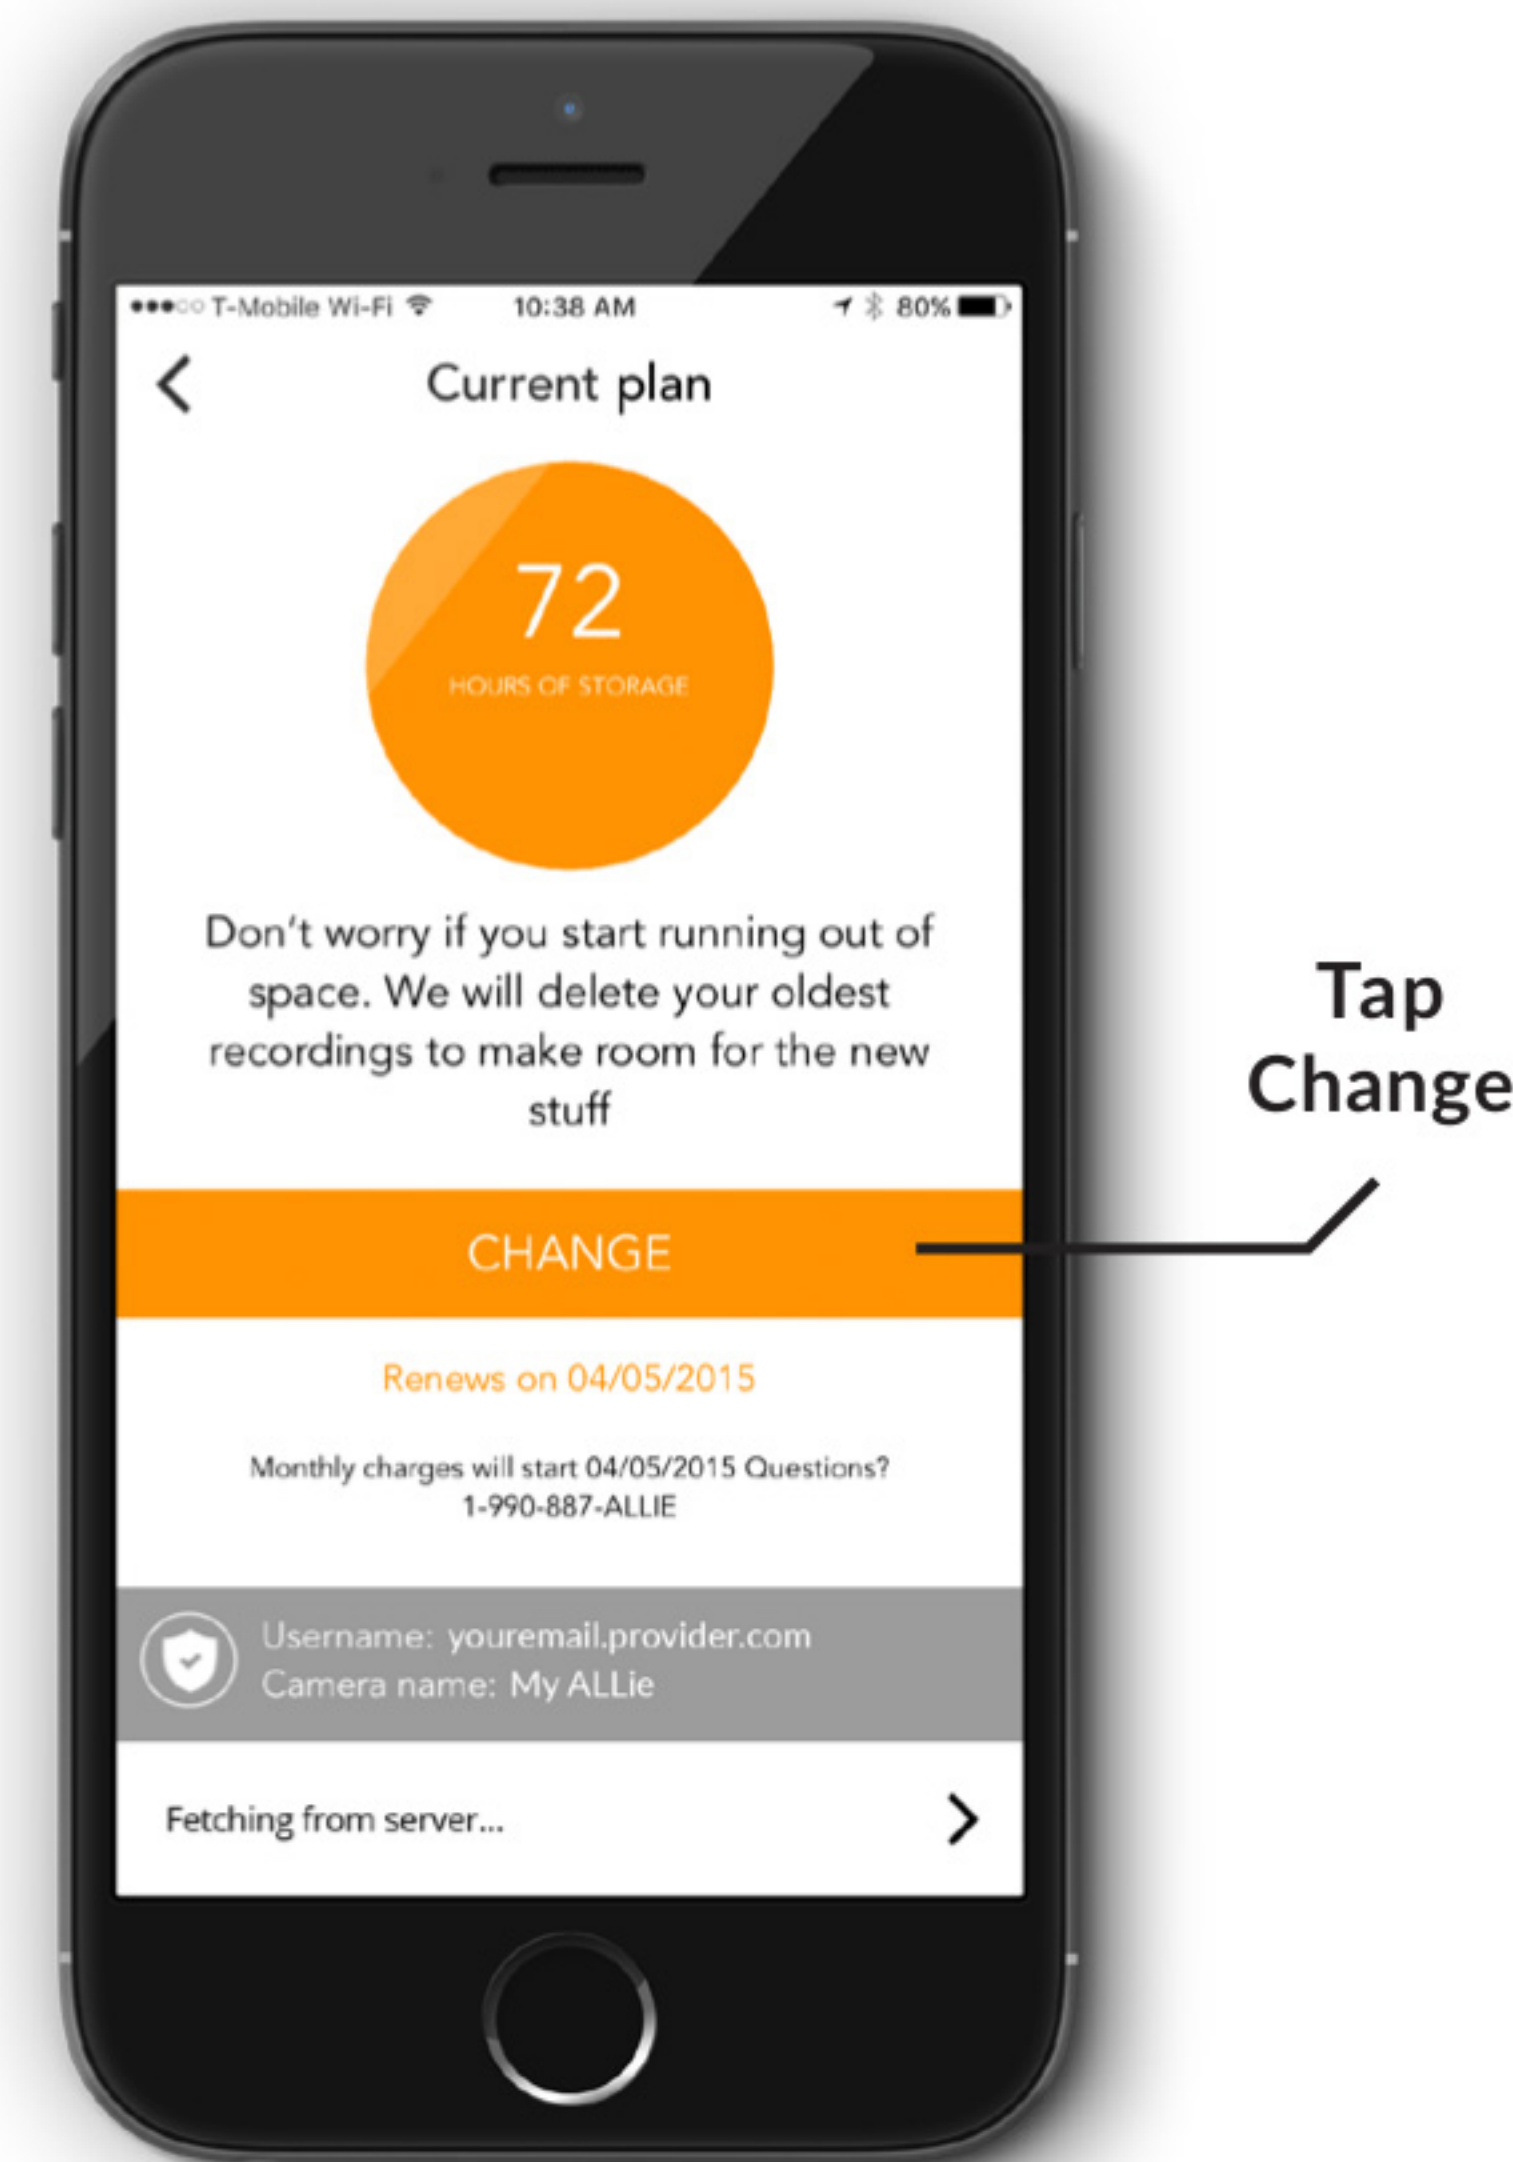 T-Mobile Wi-Fi 10:38 AM 80%
Current plan
72
HOURS OF STORAGE
Don't worry if you start running out of
space. We will delete your oldest
recordings to make room for the new
stuff
Tap
Change
CHANGE
Renews on 04/05/2015
Monthly charges will start 04/05/2015 Questions?
1-990-887-ALLIE
Username: youremail.provider.com
Camera name: My ALLie
Fetching from server...